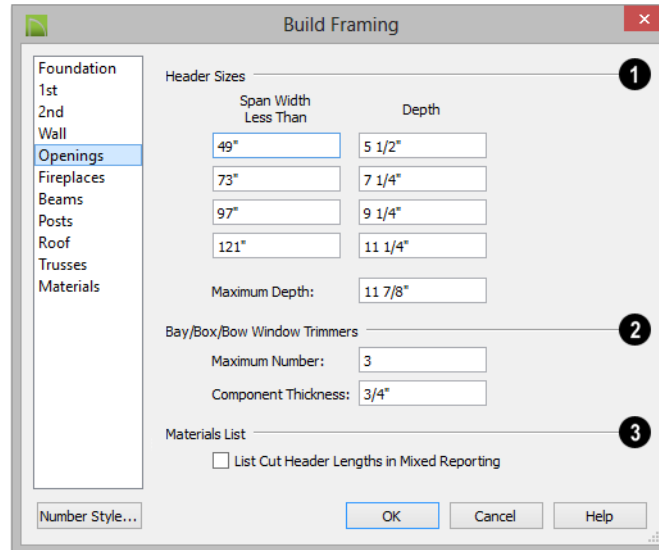 Build Framing
Foundation
1st
2nd
Wall
Openings
Fireplaces
Beams
Posts
Roof
Trusses
Materials
Header Sizes
1
Span Width
Less Than
Depth
49"
5 1/2"
73"
7 1/4"
97"
9 1/4"
121"
11 1/4"
Maximum Depth:
11 7/8"
Bay/Box/Bow Window Trimmers
2
Maximum Number:
3
Component Thickness:
3/4"
Materials List
3
List Cut Header Lengths in Mixed Reporting
Number Style...
OK
Cancel
Help